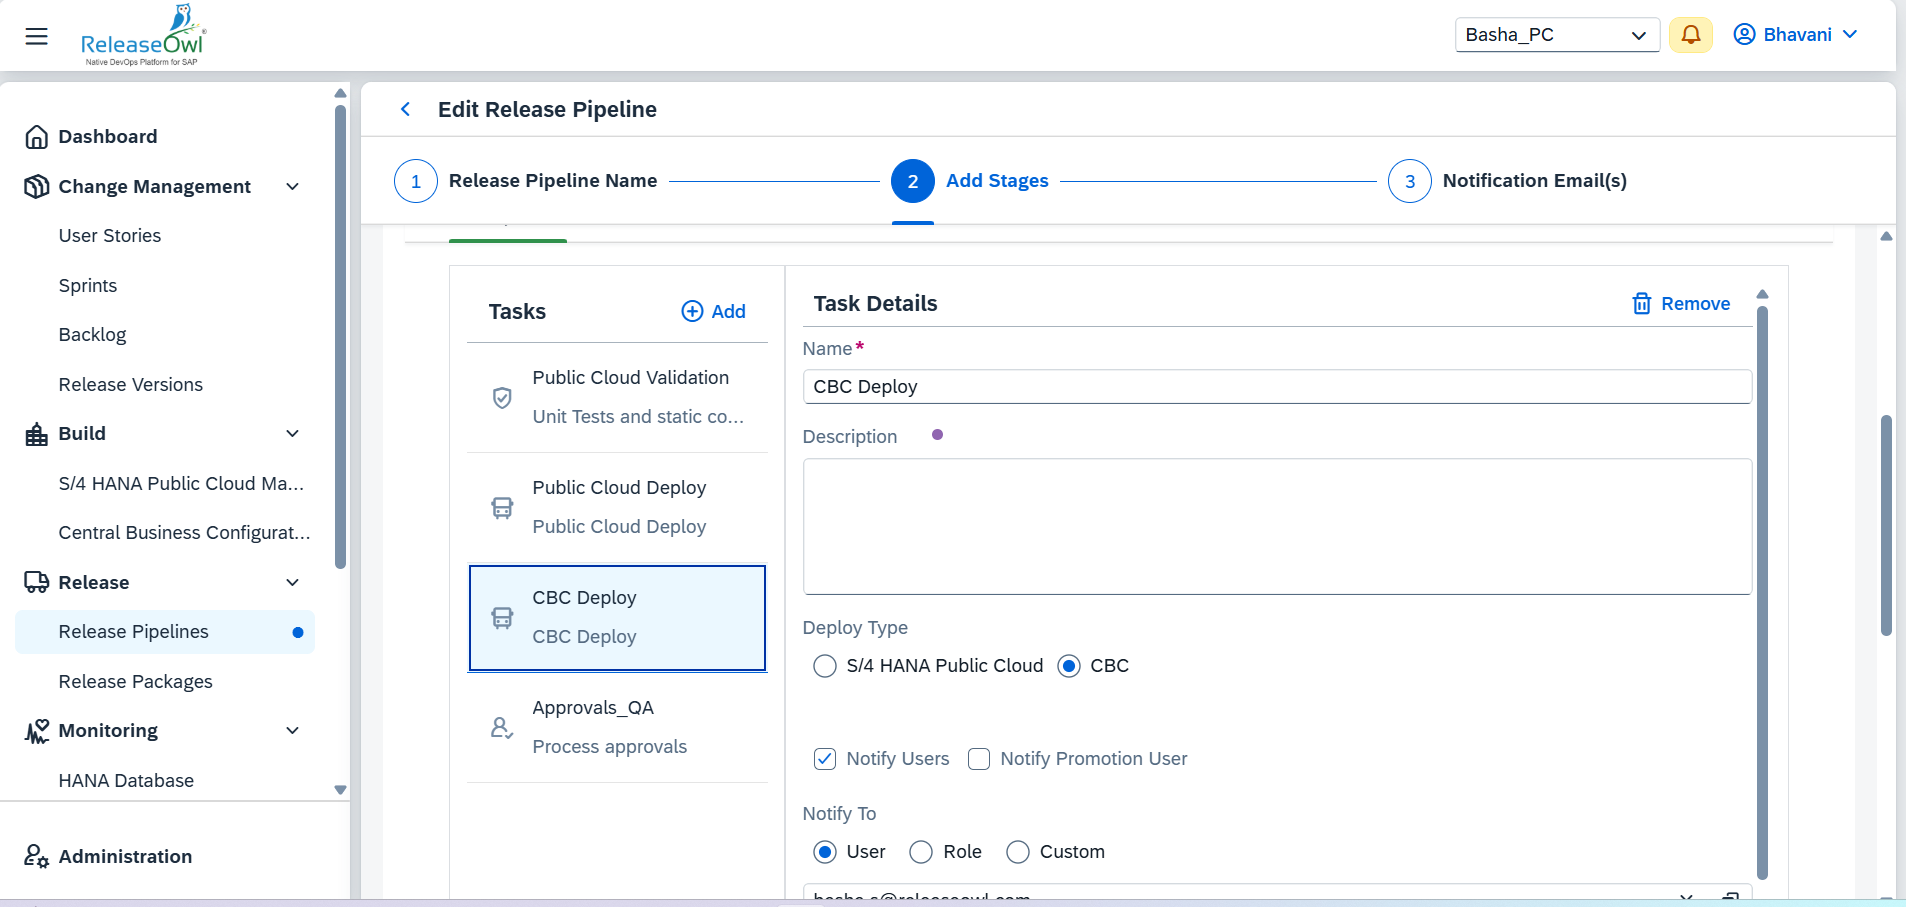 ReleaseOwl
Native DevOps Platform for SAP
Basha_PC
Bhavani
Dashboard
Change Management
User Stories
Sprints
Backlog
Release Versions
Build
S/4 HANA Public Cloud Ma...
Central Business Configurat...
Release
Release Pipelines
Release Packages
Monitoring
HANA Database
Administration
Edit Release Pipeline
1 Release Pipeline Name
2 Add Stages
3 Notification Email(s)
Tasks
Add
Public Cloud Validation
Unit Tests and static co...
Public Cloud Deploy
Public Cloud Deploy
CBC Deploy
CBC Deploy
Approvals_QA
Process approvals
Task Details
Remove
Name*
CBC Deploy
Description
Deploy Type
S/4 HANA Public Cloud CBC
Notify Users Notify Promotion User
Notify To
User Role Custom